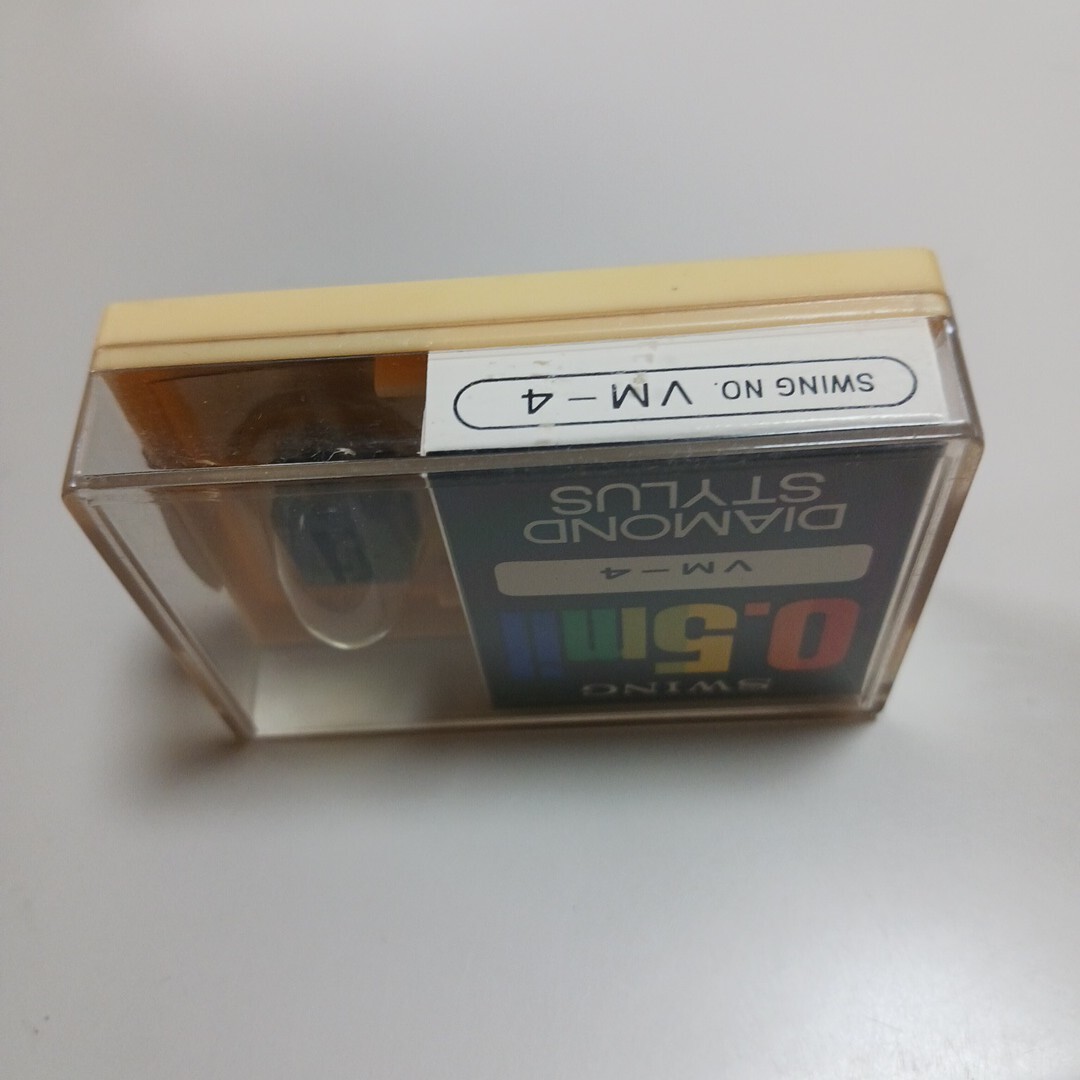 SWING NO. VM-4
SWING
0.5mil
VM-4
DIAMOND
STYLUS